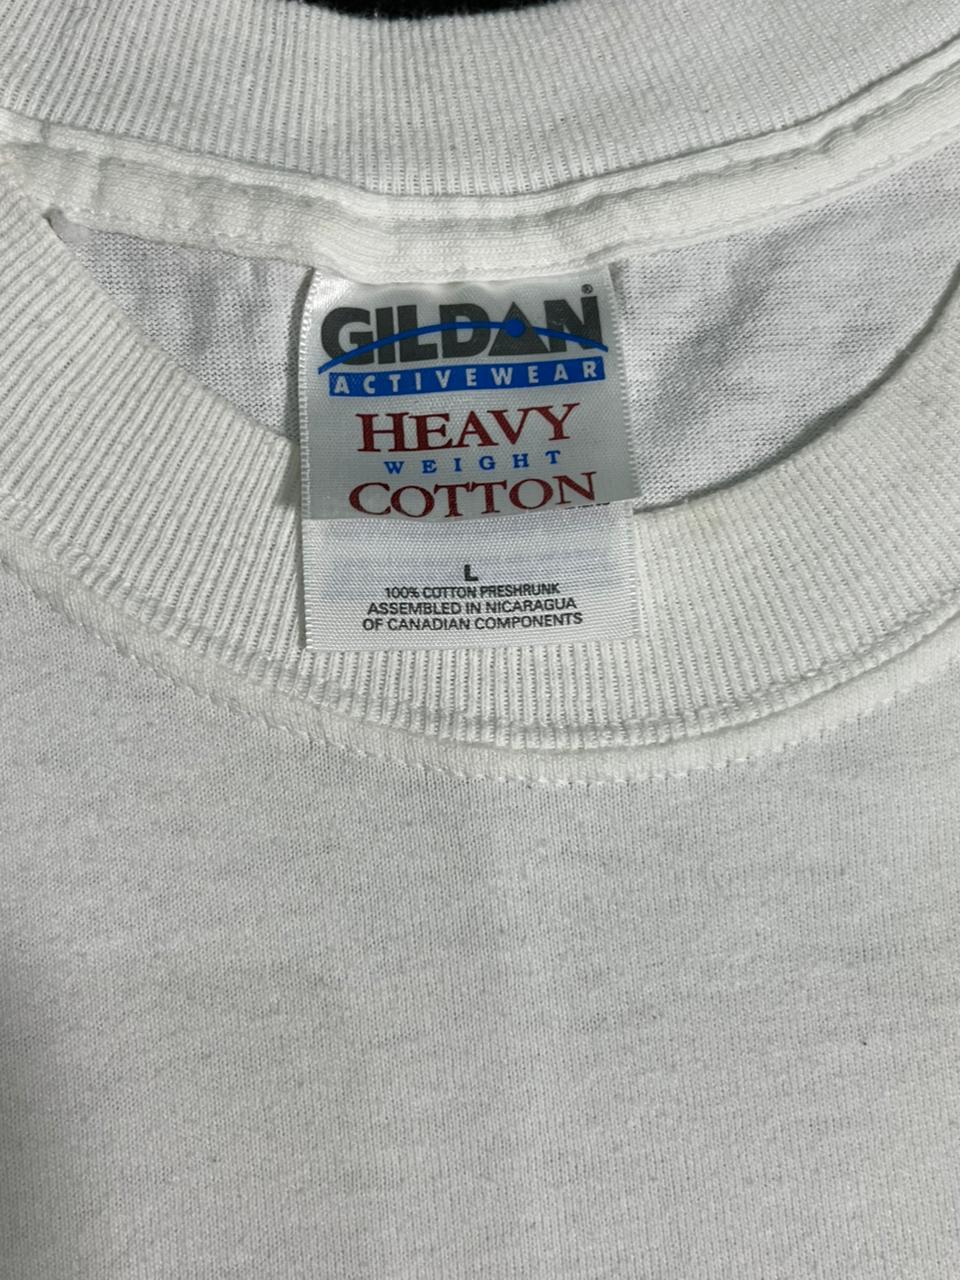 GILDAN®
ACTIVEWEAR
HEAVY
WEIGHT
COTTON
L
100% COTTON PRESHRUNK
ASSEMBLED IN NICARAGUA
OF CANADIAN COMPONENTS